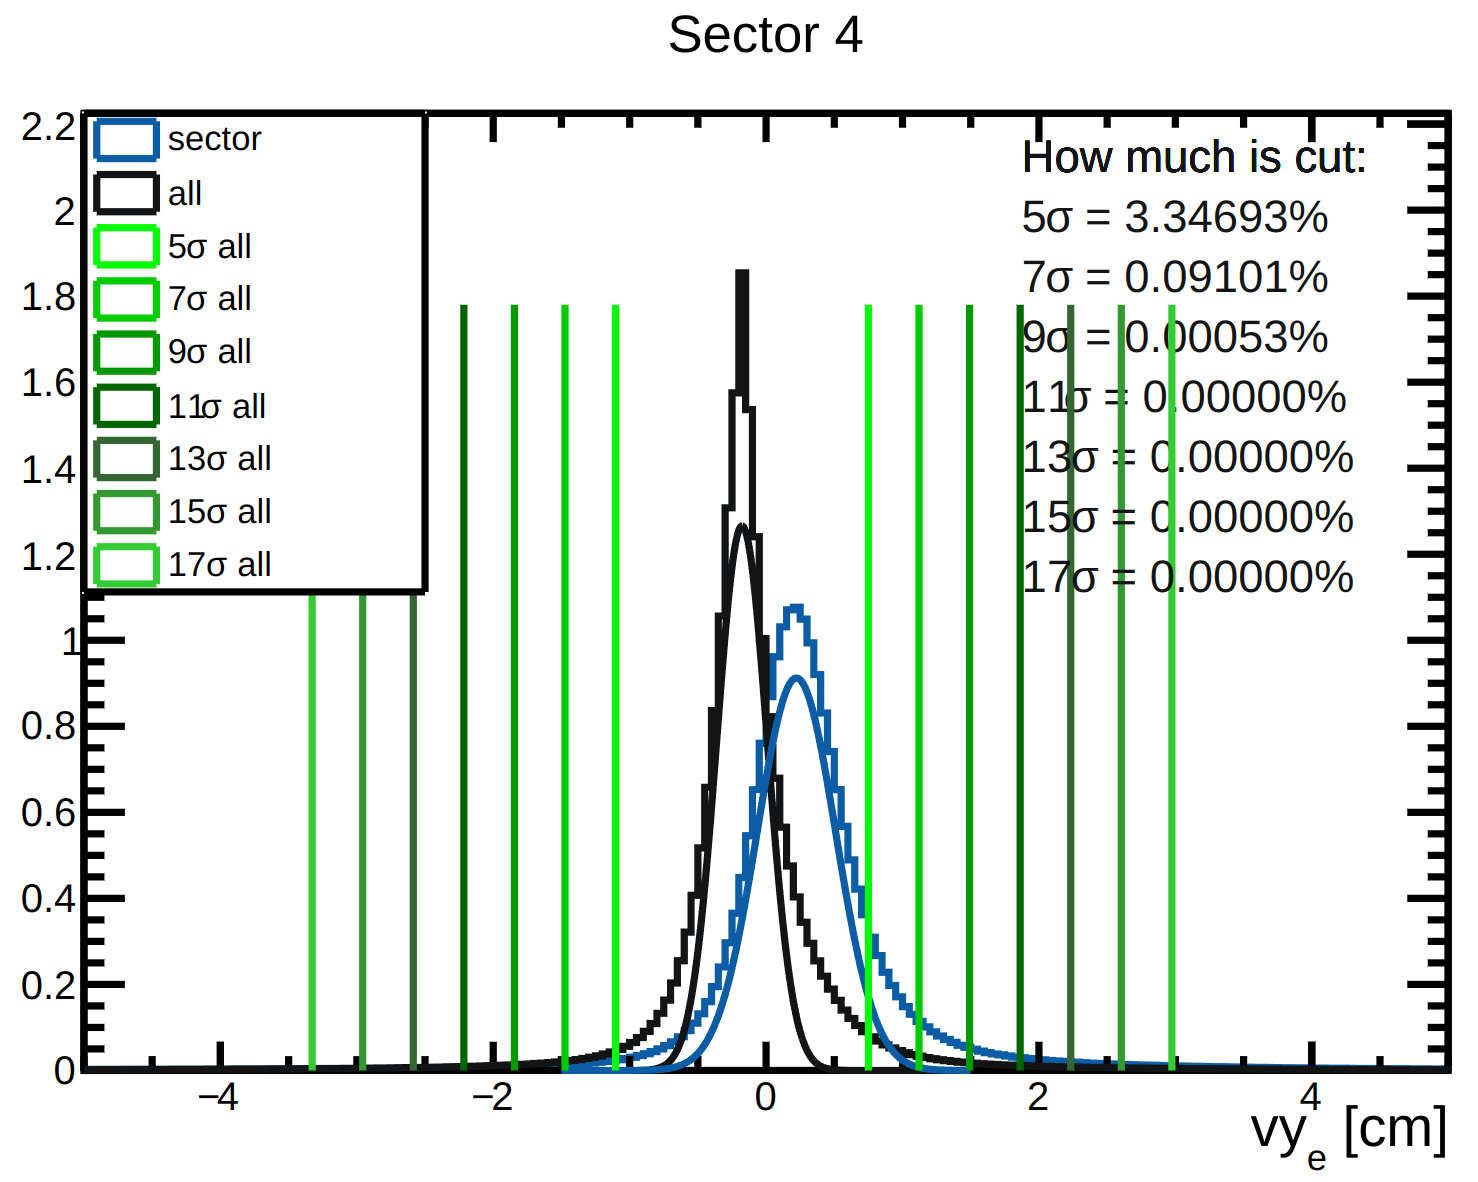 Sector 4
2.2
2
1.8
1.6
1.4
1.2
1
0.8
0.6
0.4
0.2
0
sector
all
5σ all
7σ all
9σ all
11σ all
13σ all
15σ all
17σ all
How much is cut:
5σ = 3.34693%
7σ = 0.09101%
9σ = 0.00053%
11σ = 0.00000%
13σ = 0.00000%
15σ = 0.00000%
17σ = 0.00000%
−4 −2 0 2 4
vy_e [cm]